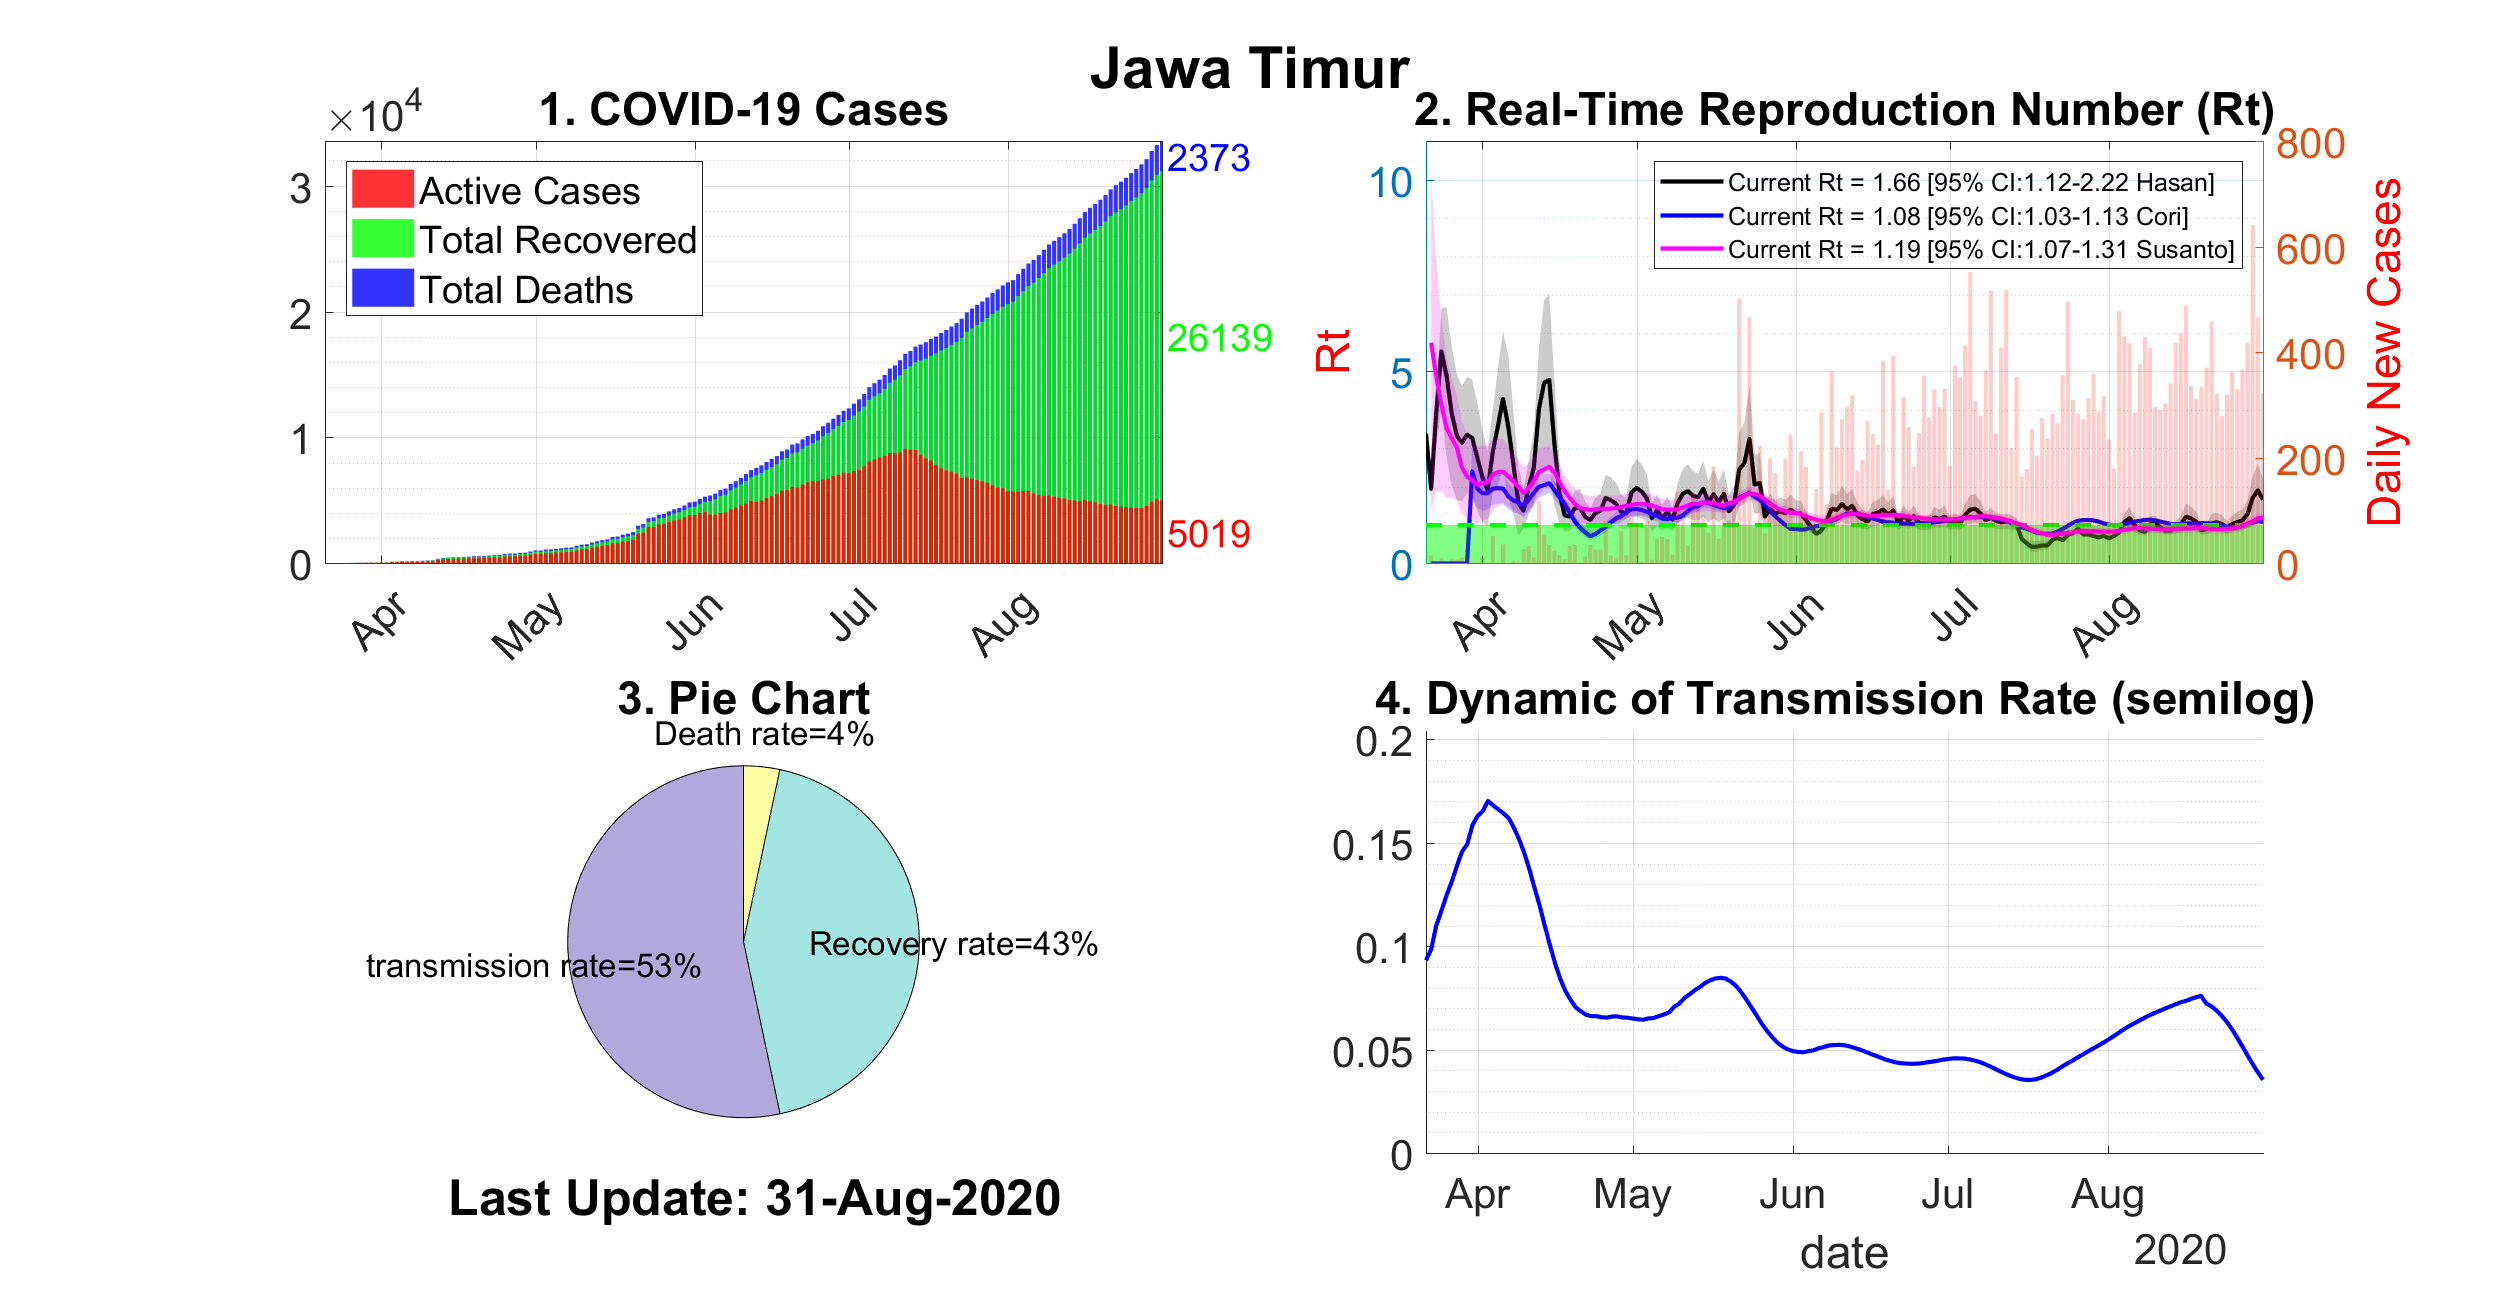 Jawa Timur
1. COVID-19 Cases
×10^4
3
2
1
0
Active Cases
Total Recovered
Total Deaths
2373
26139
5019
Apr
May
Jun
Jul
Aug
2. Real-Time Reproduction Number (Rt)
Rt
10
5
0
Current Rt = 1.66 [95% CI:1.12-2.22 Hasan]
Current Rt = 1.08 [95% CI:1.03-1.13 Cori]
Current Rt = 1.19 [95% CI:1.07-1.31 Susanto]
800
600
400
200
0
Daily New Cases
Apr
May
Jun
Jul
Aug
3. Pie Chart
Death rate=4%
Recovery rate=43%
transmission rate=53%
Last Update: 31-Aug-2020
4. Dynamic of Transmission Rate (semilog)
0.2
0.15
0.1
0.05
0
Apr
May
Jun
Jul
Aug
date
2020